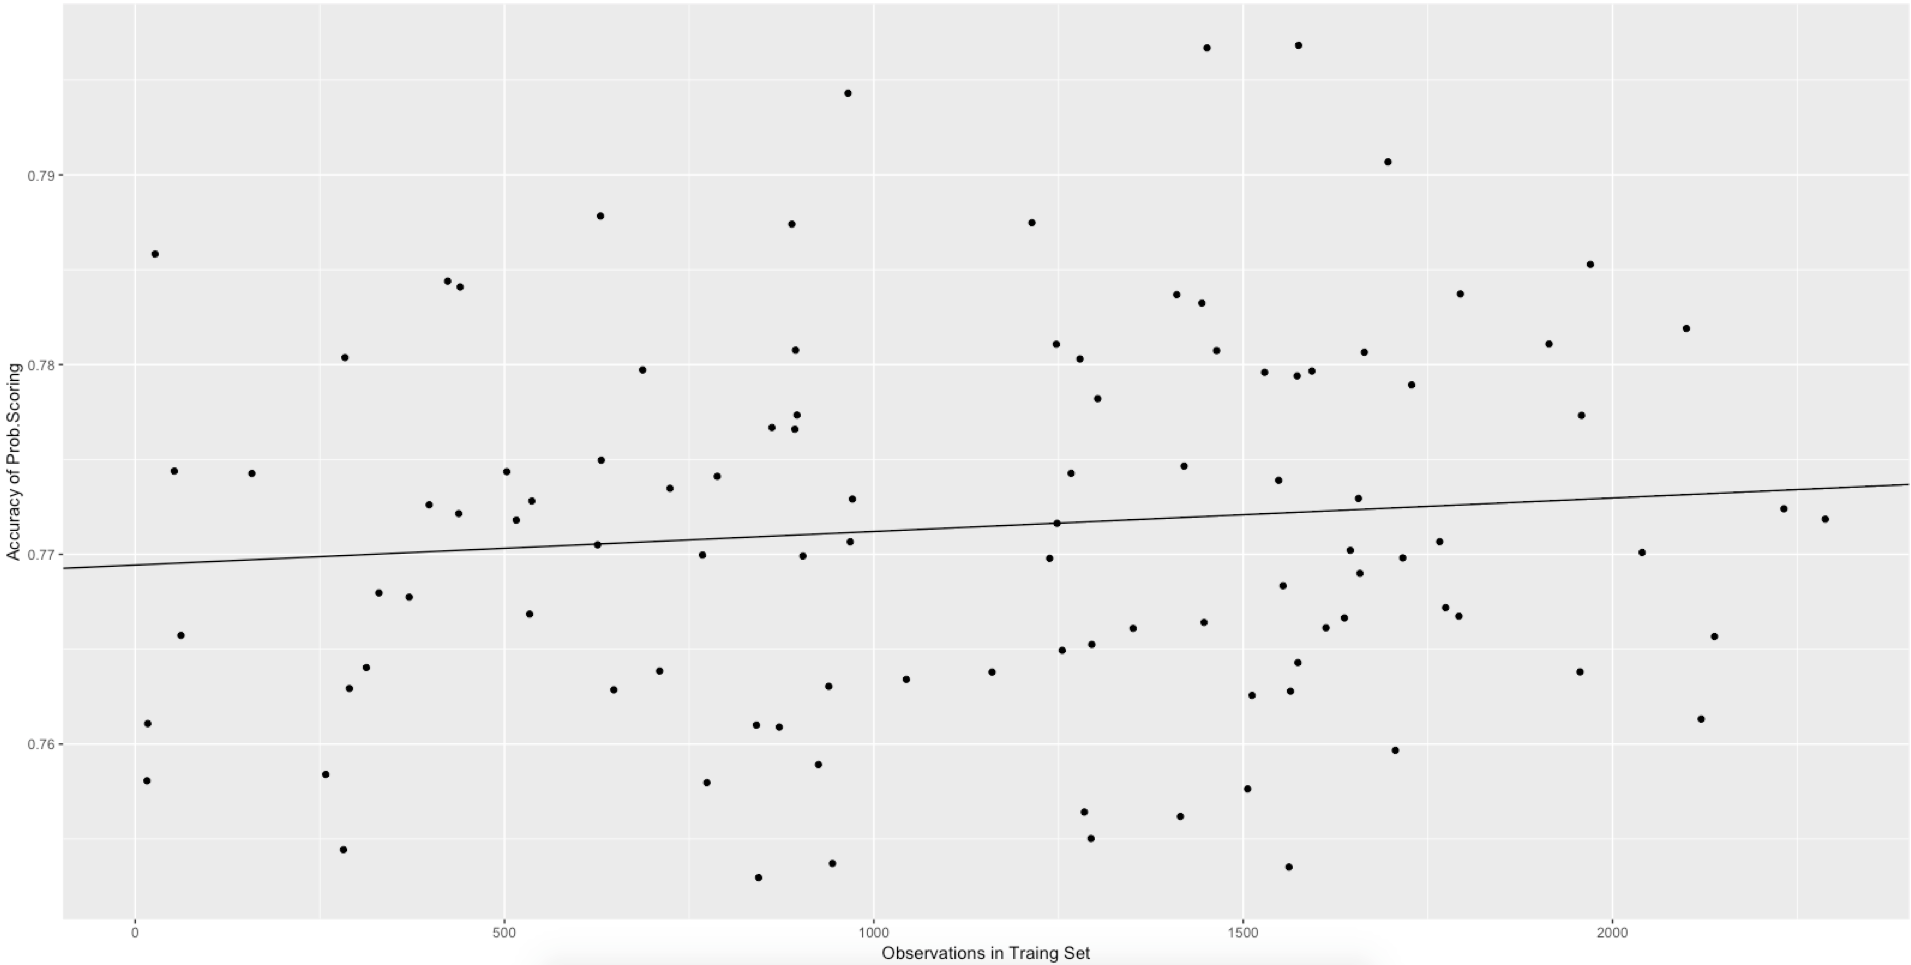 0.79
0.78
0.77
0.76
Accuracy of Prob.Scoring
0 500 1000 1500 2000
Observations in Traing Set